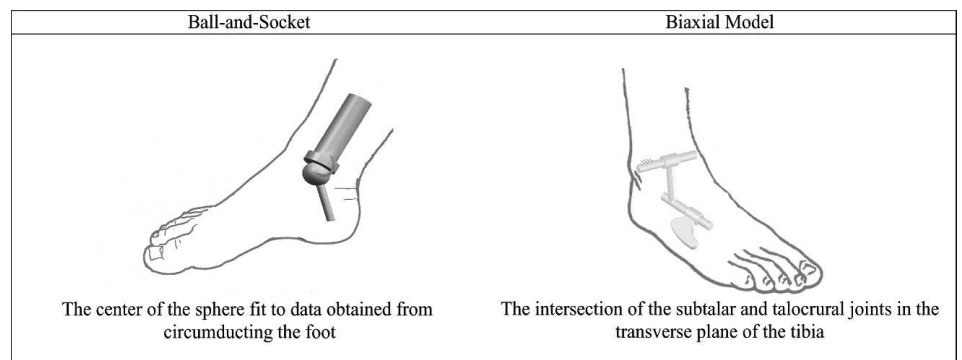 Ball-and-Socket
Biaxial Model
The center of the sphere fit to data obtained from
circumducting the foot
The intersection of the subtalar and talocrural joints in the
transverse plane of the tibia